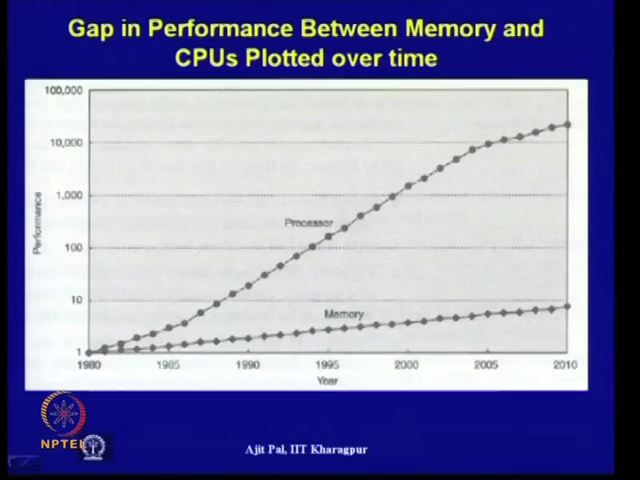 Gap in Performance Between Memory and
CPUs Plotted over time
100,000
10,000
1,000
100
10
1
Performance
Processor
Memory
1980 1985 1990 1995 2000 2005 2010
Year
NPTEL
Ajit Pal, IIT Kharagpur